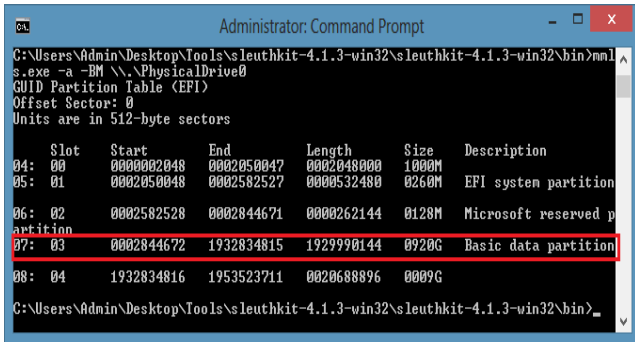 Administrator: Command Prompt
C:\Users\Admin\Desktop\Tools\sleuthkit-4.1.3-win32\sleuthkit-4.1.3-win32\bin>mml
s.exe -a -BM \\.\PhysicalDrive0
GUID Partition Table (EFI)
Offset Sector: 0
Units are in 512-byte sectors
Slot Start End Length Size Description
04: 00 0000002048 0002050047 0002048000 1000M
05: 01 0002050048 0002582527 0000532480 0260M EFI system partition
06: 02 0002582528 0002844671 0000262144 0128M Microsoft reserved p
artition
07: 03 0002844672 1932834815 1929990144 0920G Basic data partition
08: 04 1932834816 1953523711 0020688896 0009G
C:\Users\Admin\Desktop\Tools\sleuthkit-4.1.3-win32\sleuthkit-4.1.3-win32\bin>_